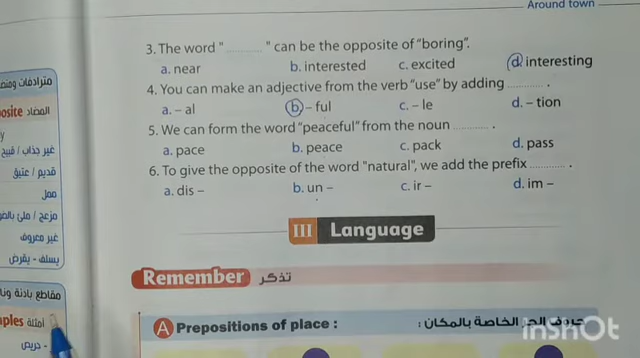 Around town
3. The word "............" can be the opposite of "boring".
a. near b. interested c. excited d. interesting
4. You can make an adjective from the verb "use" by adding ............ .
a. – al b. – ful c. – le d. – tion
5. We can form the word "peaceful" from the noun ............ .
a. pace b. peace c. pack d. pass
6. To give the opposite of the word "natural", we add the prefix ............ .
a. dis – b. un – c. ir – d. im –
III Language
Remember تذكر
A Prepositions of place : حروف الجر الخاصة بالمكان :
مترادفات
المضاد
غير جذاب / قبيح
قديم / عتيق
ممل
غير معروف
يسلف - يقرض
مقاطع بادئة
أمثلة
- حريص
inShOt